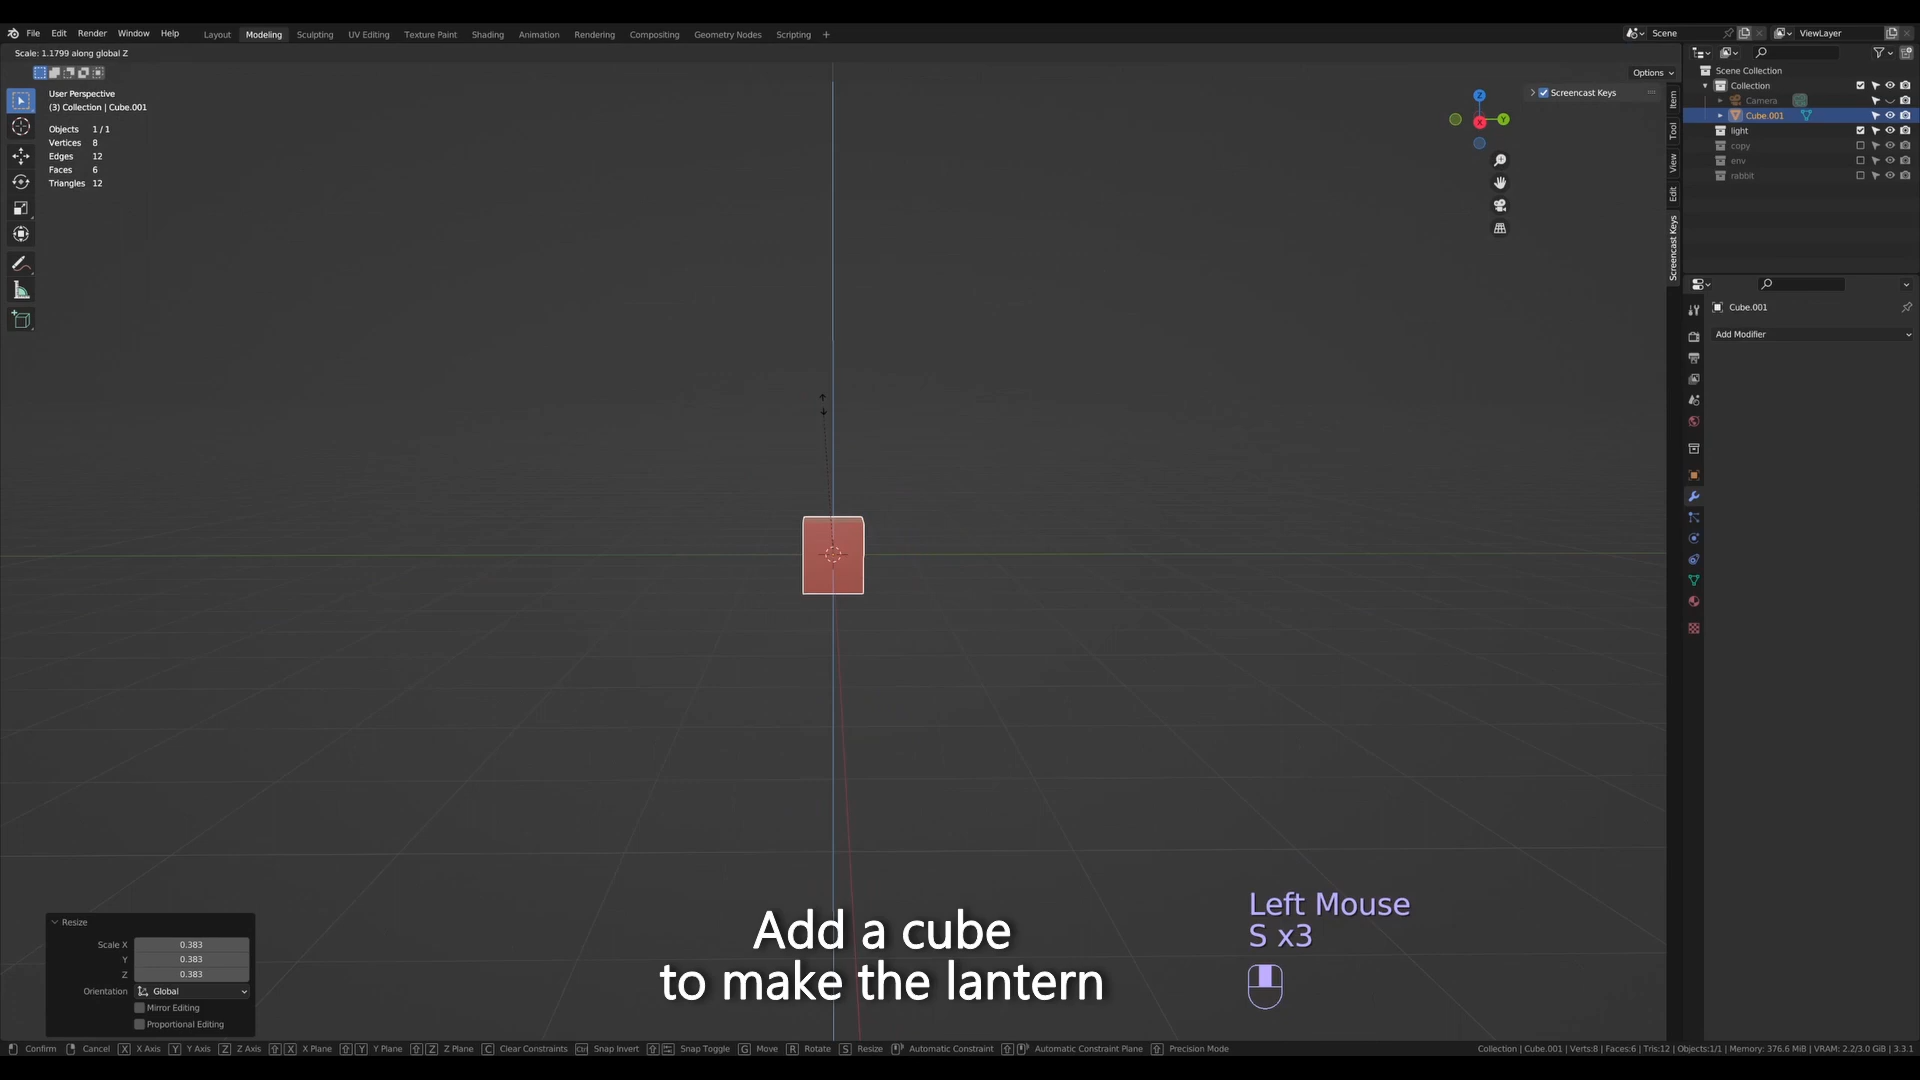 File Edit Render Window Help Layout Modeling Sculpting UV Editing Texture Paint Shading Animation Rendering Compositing Geometry Nodes Scripting + Scene ViewLayer
Scale: 1.1799 along global Z
Options
User Perspective
(3) Collection | Cube.001
Objects 1 / 1
Vertices 8
Edges 12
Faces 6
Triangles 12
Screencast Keys
Z
Y
X
Item
Tool
View
Edit
Screencast Keys
Scene Collection
Collection
Camera
Cube.001
light
copy
env
rabbit
Cube.001
Add Modifier
Resize
Scale X 0.383
Y 0.383
Z 0.383
Orientation Global
Mirror Editing
Proportional Editing
Add a cube
to make the lantern
Left Mouse
S x3
Confirm Cancel X X Axis Y Y Axis Z Z Axis X X Plane Y Y Plane Z Z Plane C Clear Constraints Ctrl Snap Invert Snap Toggle G Move R Rotate S Resize Automatic Constraint Automatic Constraint Plane Precision Mode Collection | Cube.001 | Verts:8 | Faces:6 | Tris:12 | Objects:1/1 | Memory: 376.6 MiB | VRAM: 2.2/3.0 GiB | 3.3.1